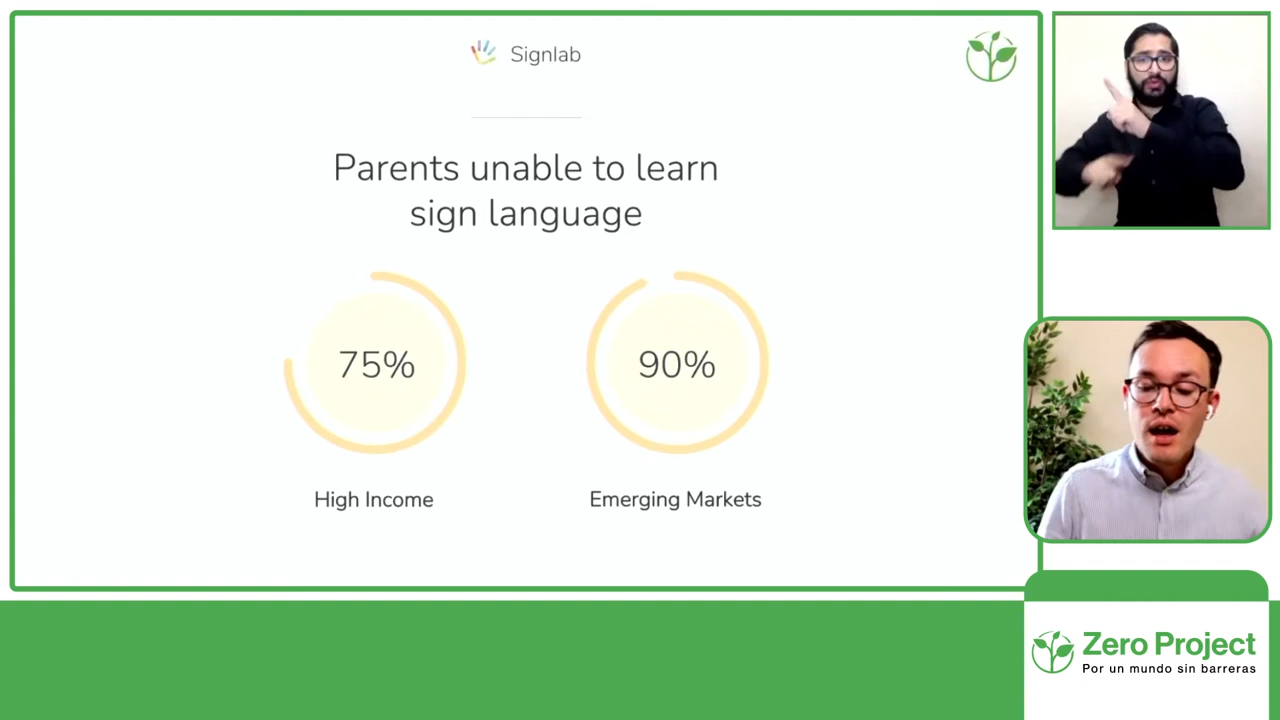 Signlab
Parents unable to learn
sign language
75%
90%
High Income
Emerging Markets
Zero Project
Por un mundo sin barreras